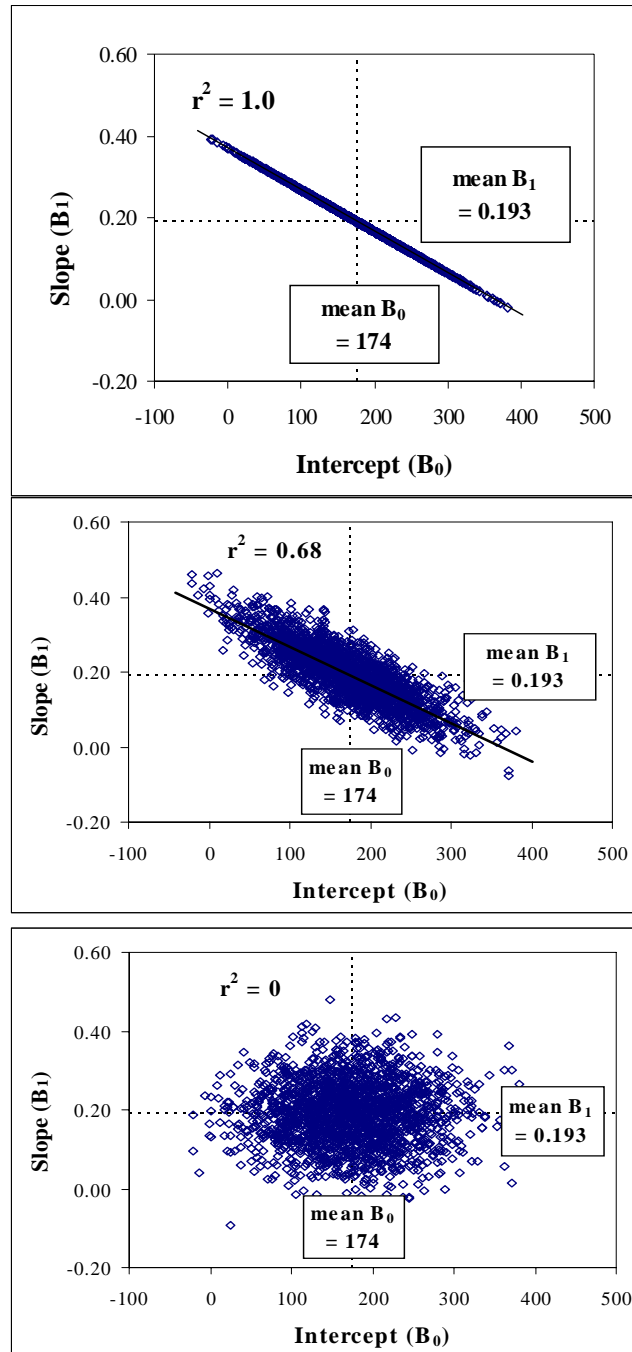 0.60
r² = 1.0
0.40
mean B₁
= 0.193
0.20
Slope (B₁)
0.00
mean B₀
= 174
-0.20
-100 0 100 200 300 400 500
Intercept (B₀)
0.60
r² = 0.68
0.40
mean B₁
= 0.193
0.20
Slope (B₁)
0.00
mean B₀
= 174
-0.20
-100 0 100 200 300 400 500
Intercept (B₀)
0.60
r² = 0
0.40
mean B₁
= 0.193
0.20
Slope (B₁)
0.00
mean B₀
= 174
-0.20
-100 0 100 200 300 400 500
Intercept (B₀)